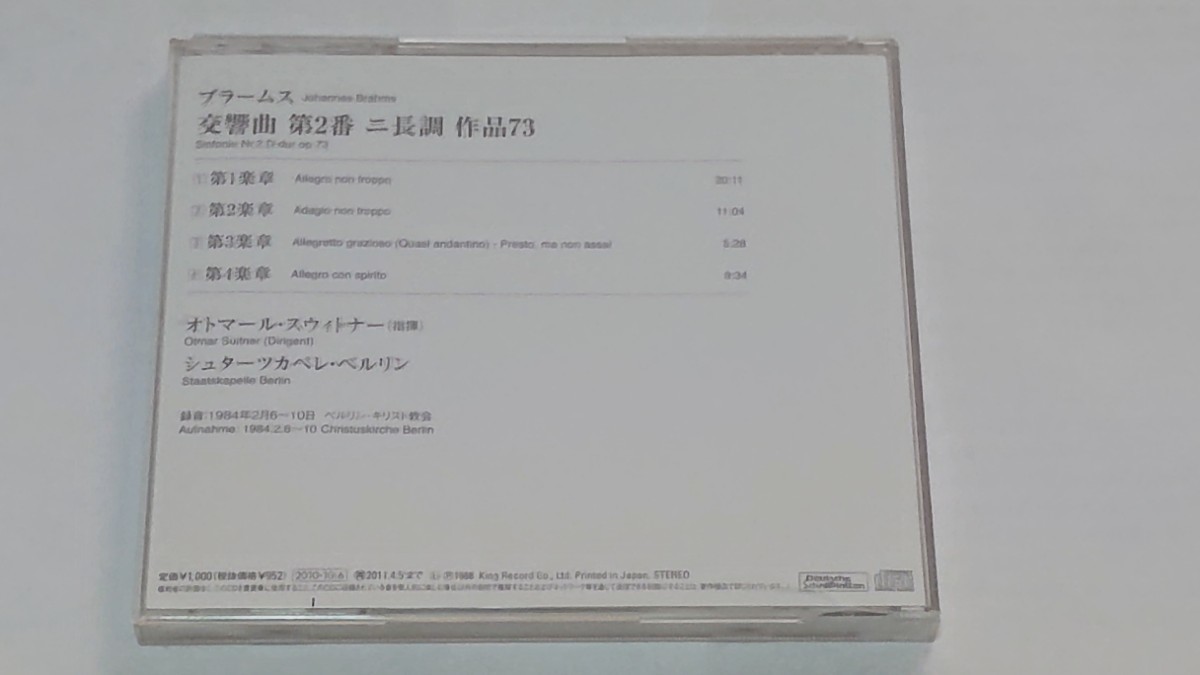 ブラームス Johannes Brahms
交響曲 第2番 ニ長調 作品73
Sinfonie Nr.2 D-dur op.73
1 第1楽章 Allegro non troppo 20:11
2 第2楽章 Adagio non troppo 11:04
3 第3楽章 Allegretto grazioso (Quasi andantino) - Presto, ma non assai 5:28
4 第4楽章 Allegro con spirito 9:34
オトマール・スウィトナー(指揮)
Otmar Suitner (Dirigent)
シュターツカペレ・ベルリン
Staatskapelle Berlin
録音:1984年2月6~10日 ベルリン・キリスト教会
Aufnahme: 1984.2.6~10 Christuskirche Berlin
定価¥1,000(税抜価格¥952) 2010・10・6 2011.4.5まで King Record Co., Ltd. Printed in Japan. STEREO
Deutsche Schallplatten